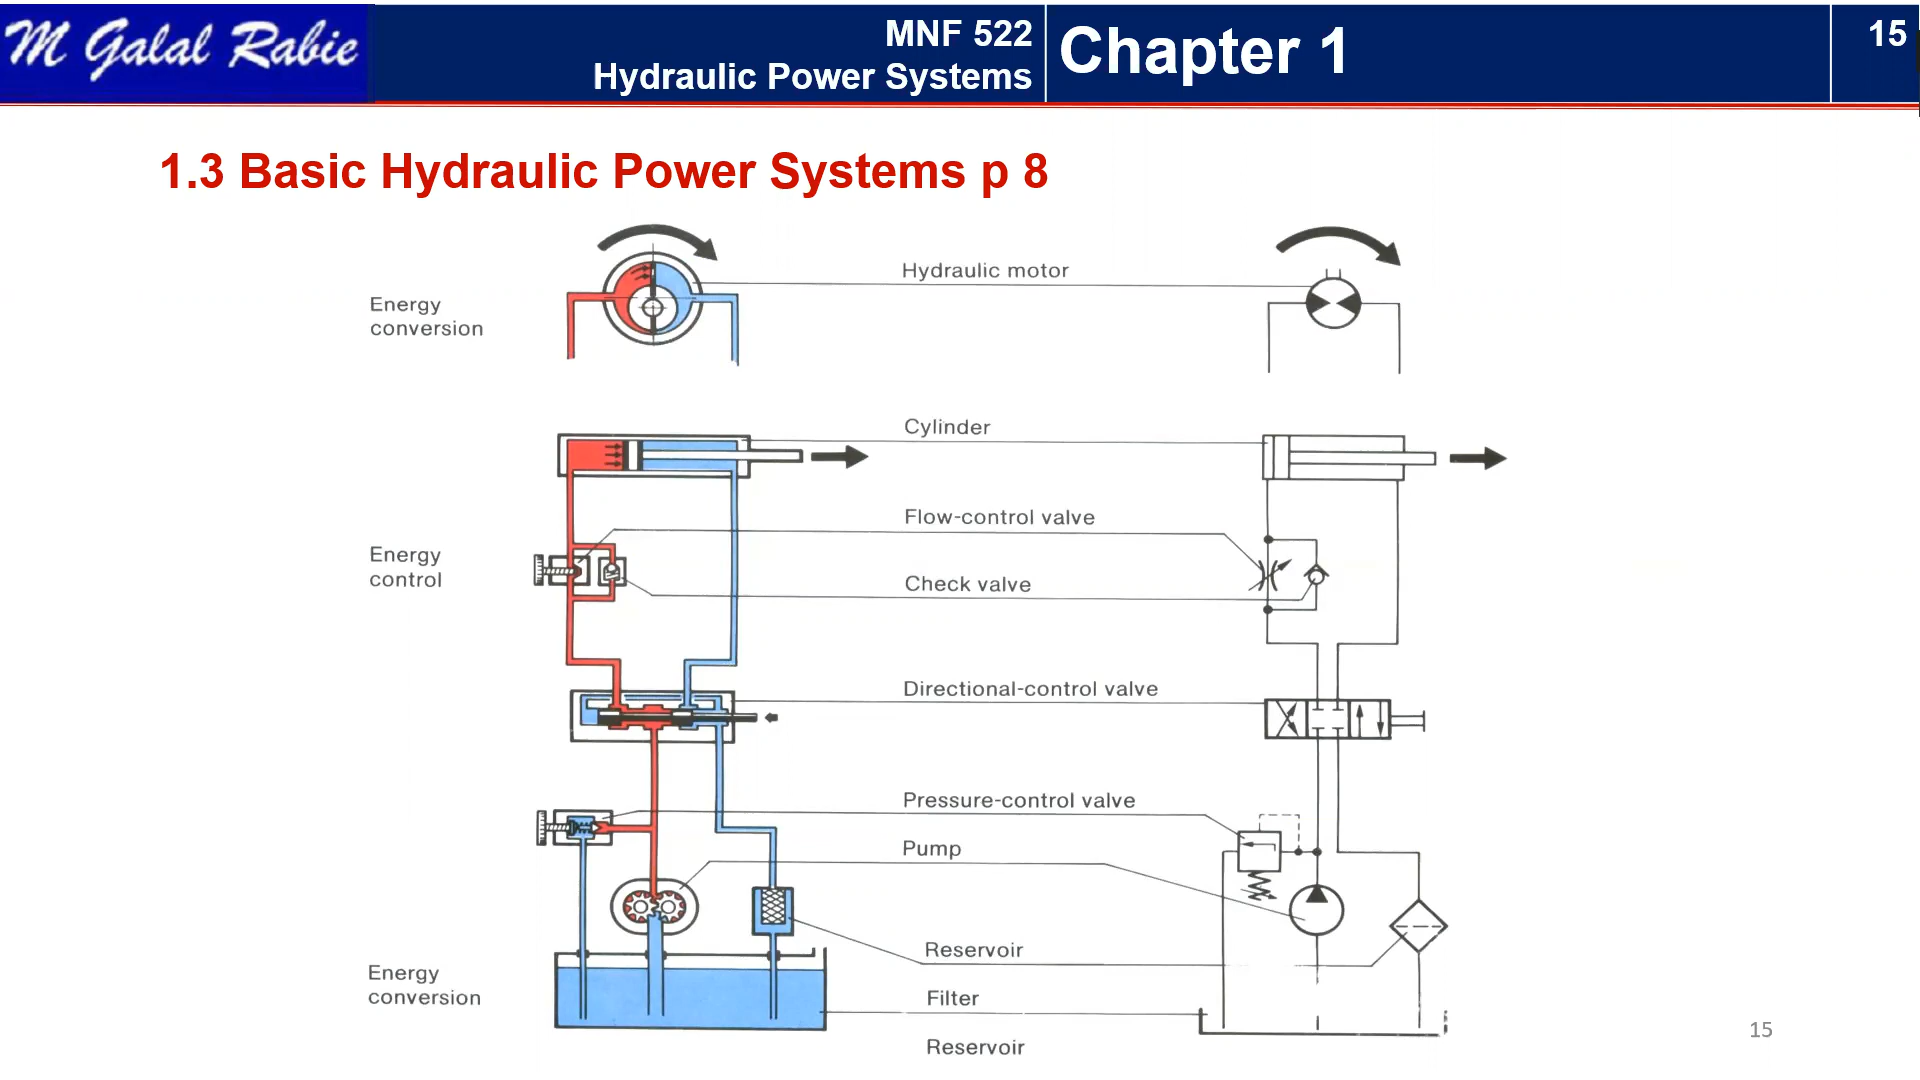 M Galal Rabie
MNF 522
Hydraulic Power Systems
Chapter 1
15
1.3 Basic Hydraulic Power Systems p 8
Hydraulic motor
Energy
conversion
Cylinder
Flow-control valve
Energy
control
Check valve
Directional-control valve
Pressure-control valve
Pump
Reservoir
Energy
conversion
Filter
Reservoir
15